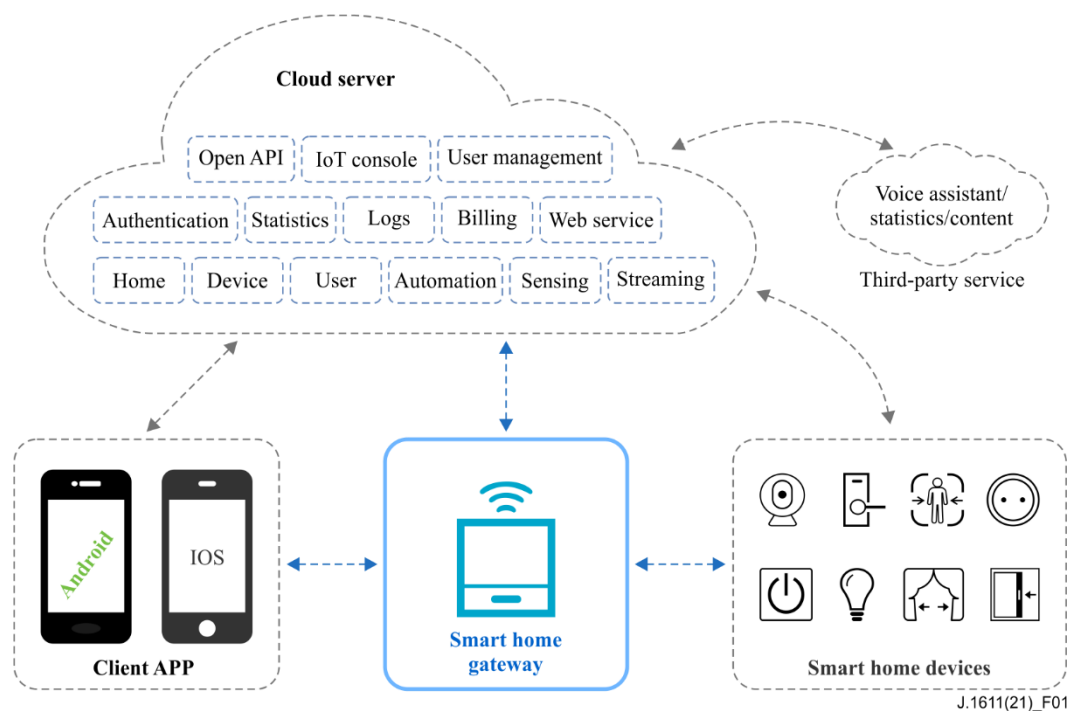 Cloud server
Open API
IoT console
User management
Authentication
Statistics
Logs
Billing
Web service
Home
Device
User
Automation
Sensing
Streaming
Voice assistant/
statistics/content
Third-party service
Android
IOS
Client APP
Smart home
gateway
Smart home devices
J.1611(21)_F01